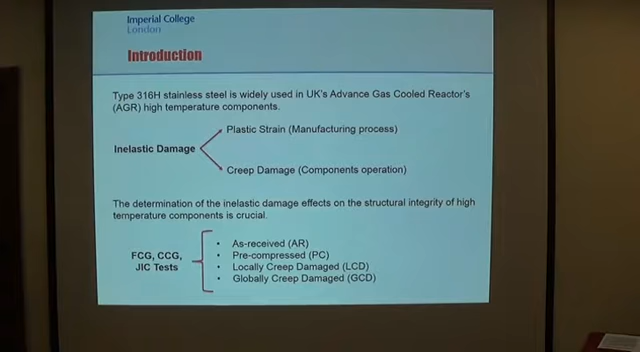 Imperial College
London
Introduction
Type 316H stainless steel is widely used in UK's Advance Gas Cooled Reactor's
(AGR) high temperature components.
Plastic Strain (Manufacturing process)
Inelastic Damage
Creep Damage (Components operation)
The determination of the inelastic damage effects on the structural integrity of high
temperature components is crucial.
FCG, CCG,
JIC Tests
• As-received (AR)
• Pre-compressed (PC)
• Locally Creep Damaged (LCD)
• Globally Creep Damaged (GCD)